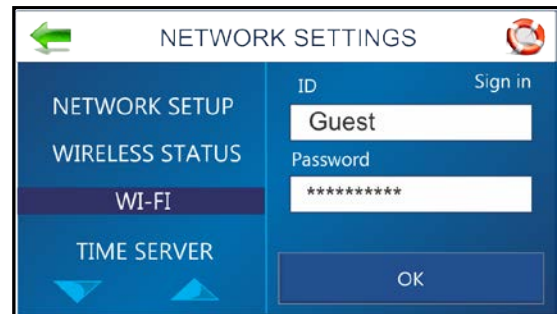 NETWORK SETTINGS
NETWORK SETUP
WIRELESS STATUS
WI-FI
TIME SERVER
ID Sign in
Guest
Password
**********
OK